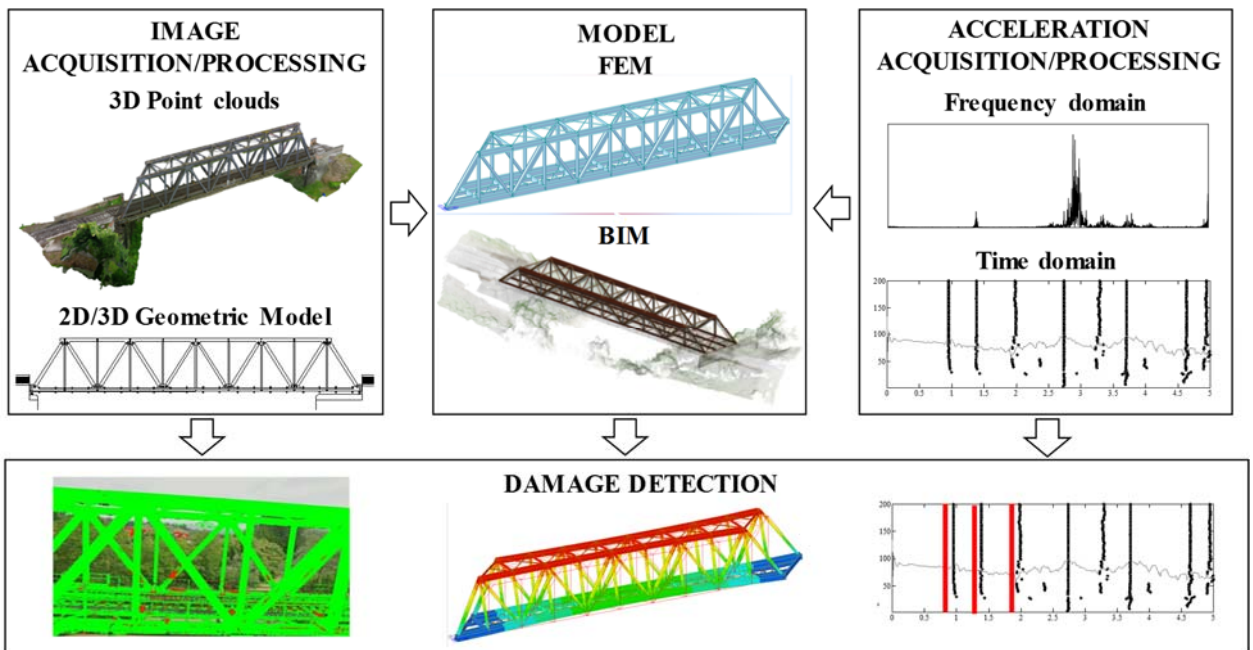 IMAGE
ACQUISITION/PROCESSING
3D Point clouds
2D/3D Geometric Model
MODEL
FEM
BIM
ACCELERATION
ACQUISITION/PROCESSING
Frequency domain
Time domain
200
150
100
50
0 0.5 1 1.5 2 2.5 3 3.5 4 4.5 5
DAMAGE DETECTION
200
150
100
50
0 0.5 1 1.5 2 2.5 3 3.5 4 4.5 5